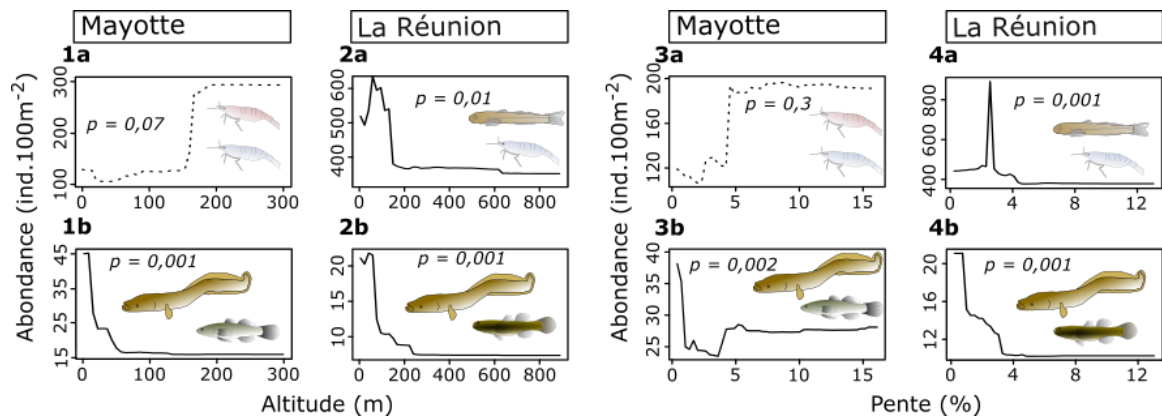 Mayotte
La Réunion
Mayotte
La Réunion
1a
2a
3a
4a
Abondance (ind.100m-2)
100 200 300
p = 0,07
0 100 200 300
400 500 600
p = 0,01
0 200 400 600 800
Abondance (ind.100m-2)
120 160 200
p = 0,3
0 5 10 15
400 600 800
p = 0,001
0 4 8 12
1b
2b
3b
4b
15 25 35 45
p = 0,001
0 100 200 300
10 15 20
p = 0,001
0 200 400 600 800
25 30 35 40
p = 0,002
0 5 10 15
12 16 20
p = 0,001
0 4 8 12
Altitude (m)
Pente (%)